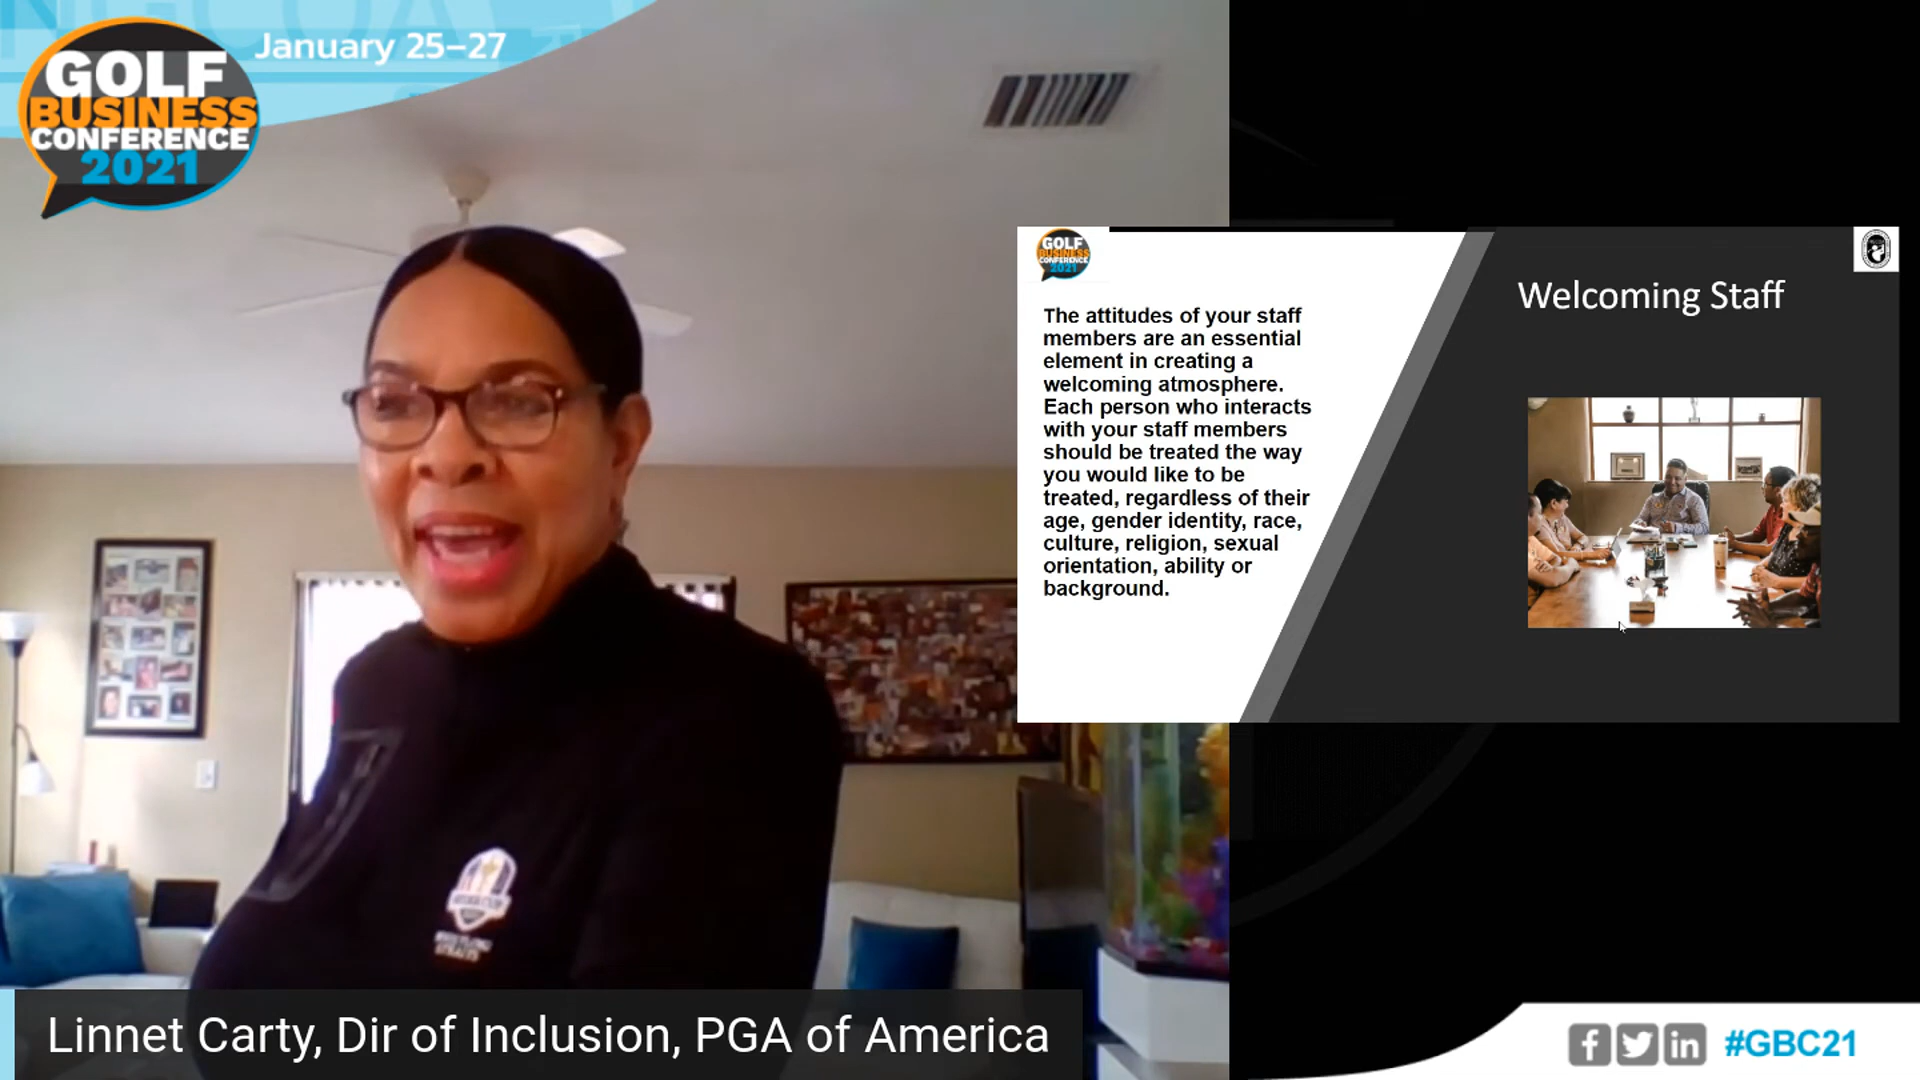 NGCOA
January 25–27
GOLF
BUSINESS
CONFERENCE
2021
GOLF
BUSINESS
CONFERENCE
2021
The attitudes of your staff
members are an essential
element in creating a
welcoming atmosphere.
Each person who interacts
with your staff members
should be treated the way
you would like to be
treated, regardless of their
age, gender identity, race,
culture, religion, sexual
orientation, ability or
background.
Welcoming Staff
Linnet Carty, Dir of Inclusion, PGA of America
#GBC21